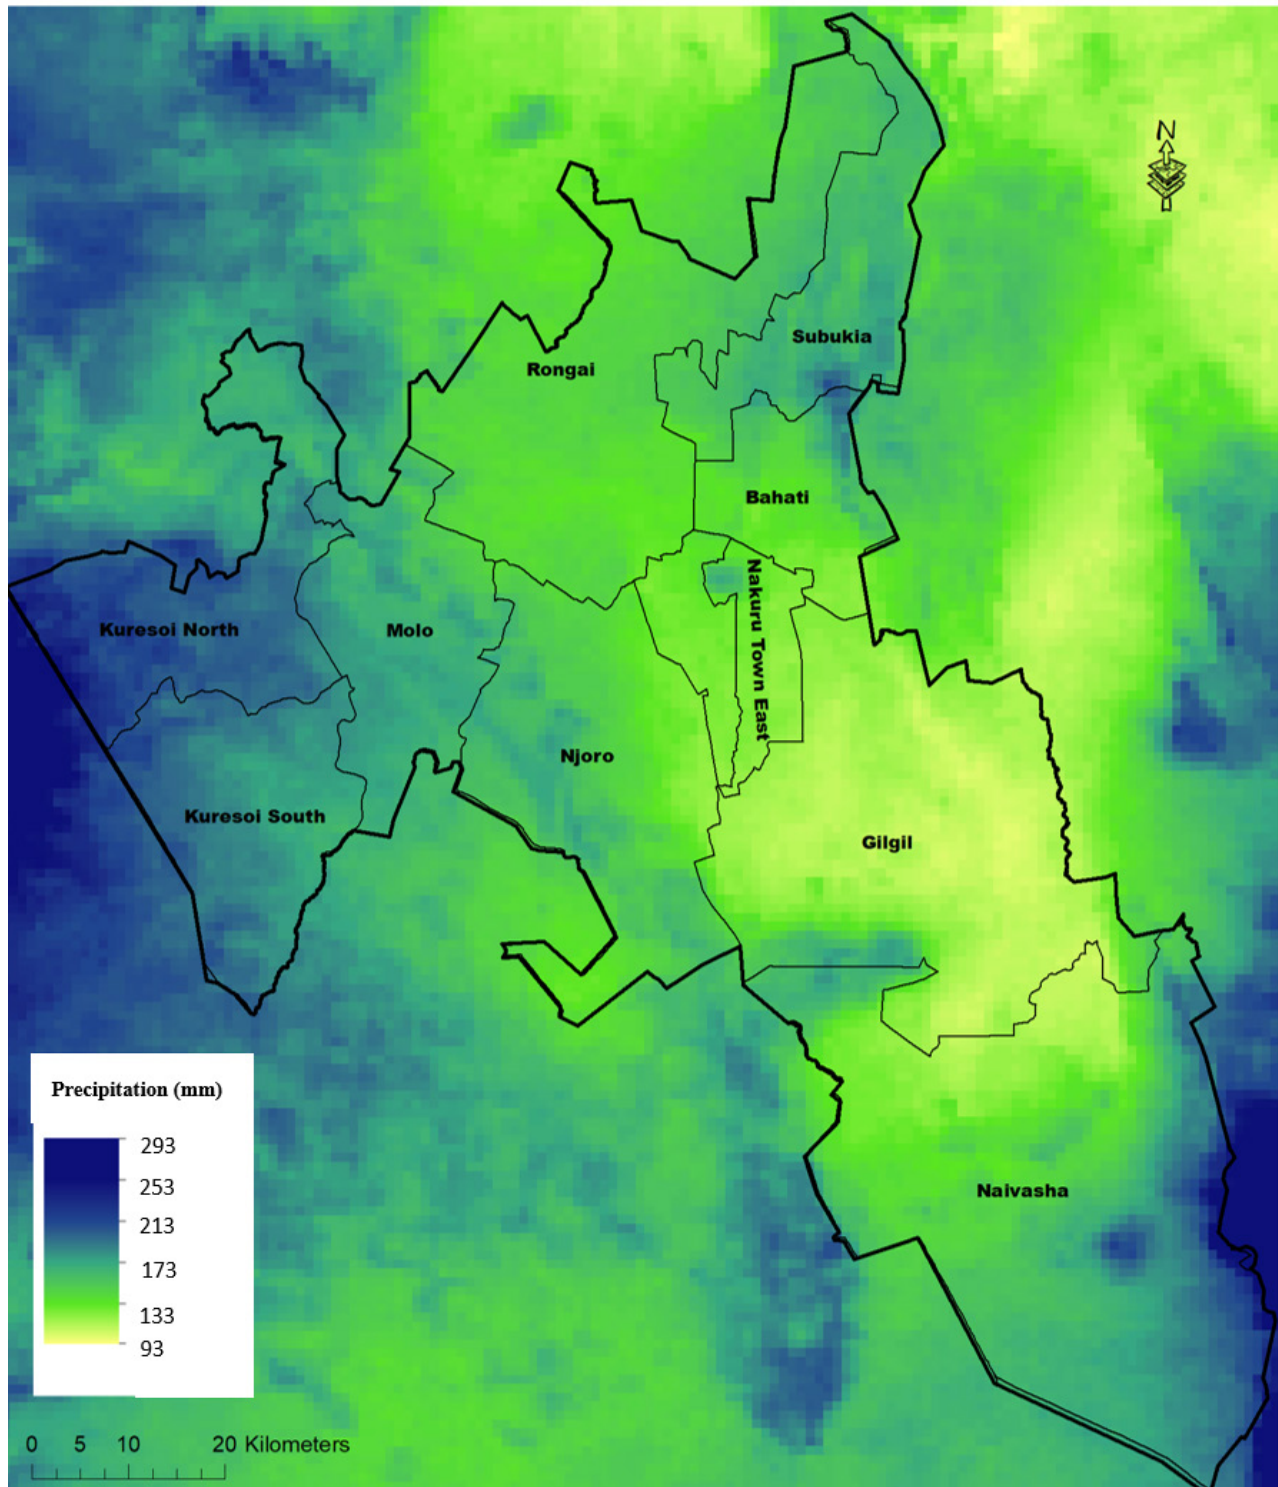 N
Subukia
Rongai
Bahati
Nakuru Town East
Kuresoi North
Molo
Njoro
Kuresoi South
Gilgil
Naivasha
Precipitation (mm)
293
253
213
173
133
93
0 5 10 20 Kilometers